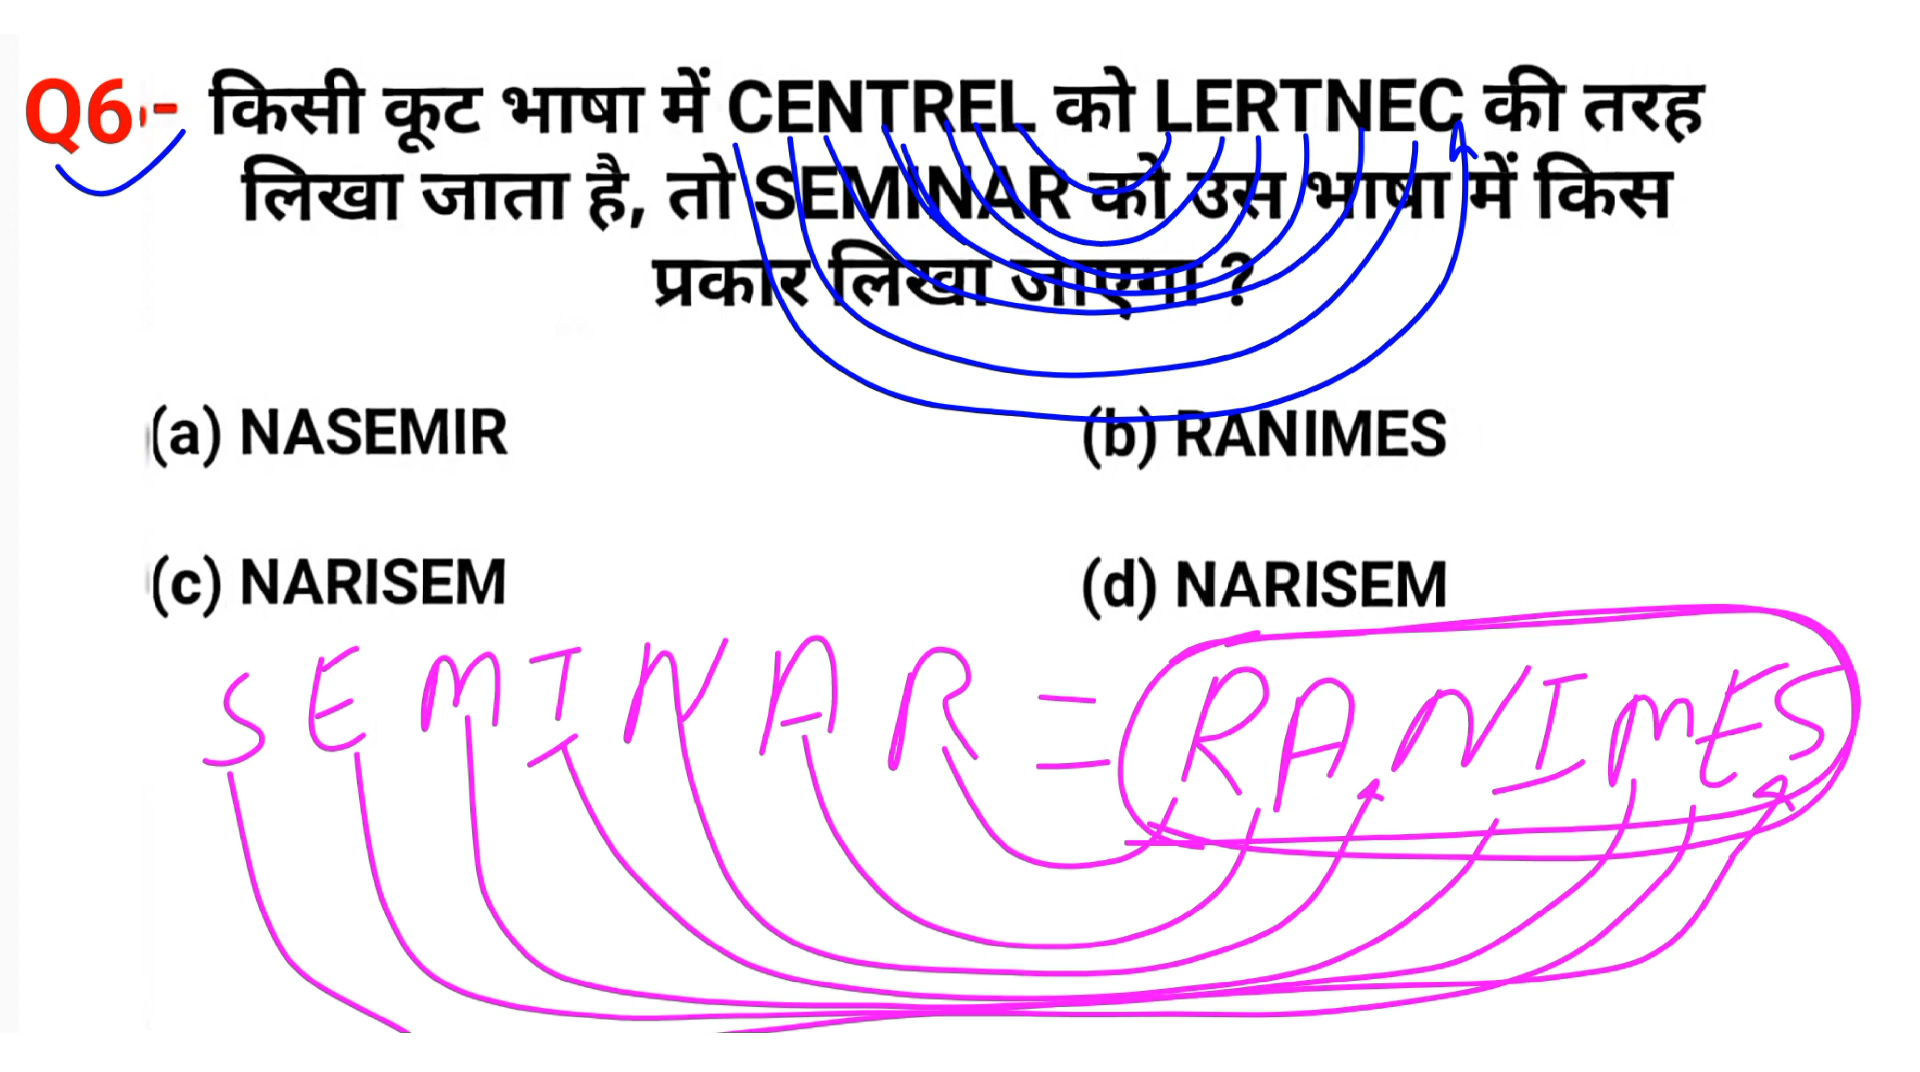 Q6.- किसी कूट भाषा में CENTREL को LERTNEC की तरह
लिखा जाता है, तो SEMINAR को उस भाषा में किस
प्रकार लिखा जाएगा ?
(a) NASEMIR (b) RANIMES
(c) NARISEM (d) NARISEM
SEMINAR = RANIMES